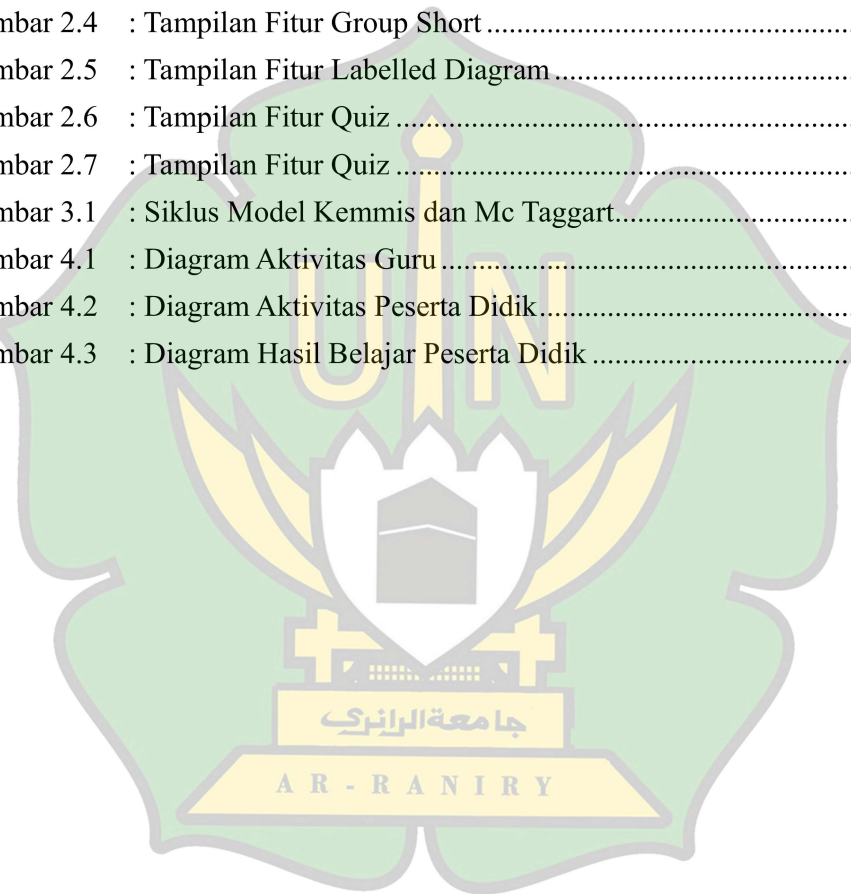 mbar 2.4 : Tampilan Fitur Group Short ................................................
mbar 2.5 : Tampilan Fitur Labelled Diagram .......................................
mbar 2.6 : Tampilan Fitur Quiz ............................................................
mbar 2.7 : Tampilan Fitur Quiz ............................................................
mbar 3.1 : Siklus Model Kemmis dan Mc Taggart...............................
mbar 4.1 : Diagram Aktivitas Guru ......................................................
mbar 4.2 : Diagram Aktivitas Peserta Didik.........................................
mbar 4.3 : Diagram Hasil Belajar Peserta Didik ..................................
UIN
جامعة الرانري
AR-RANIRY